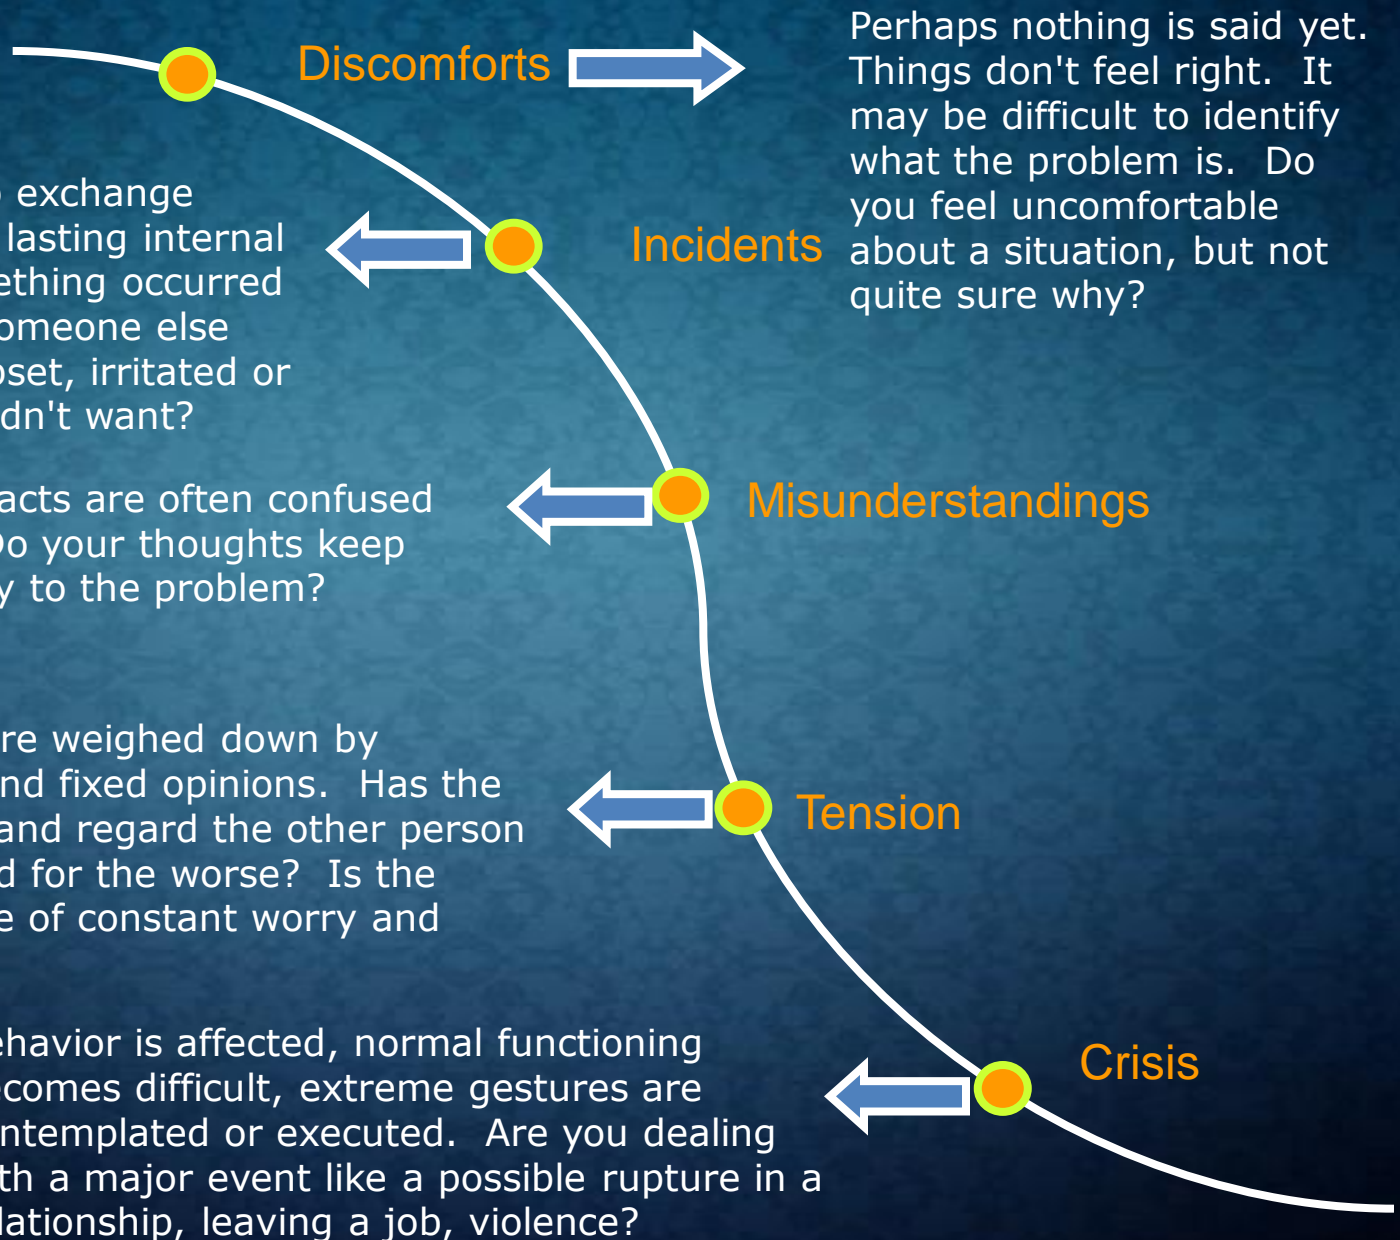 Discomforts
Perhaps nothing is said yet.
Things don't feel right. It
may be difficult to identify
what the problem is. Do
you feel uncomfortable
about a situation, but not
quite sure why?
Incidents
exchange
lasting internal
ething occurred
omeone else
set, irritated or
dn't want?
Misunderstandings
acts are often confused
Do your thoughts keep
y to the problem?
Tension
re weighed down by
nd fixed opinions. Has the
and regard the other person
d for the worse? Is the
e of constant worry and
Crisis
ehavior is affected, normal functioning
ecomes difficult, extreme gestures are
ntemplated or executed. Are you dealing
th a major event like a possible rupture in a
lationship, leaving a job, violence?